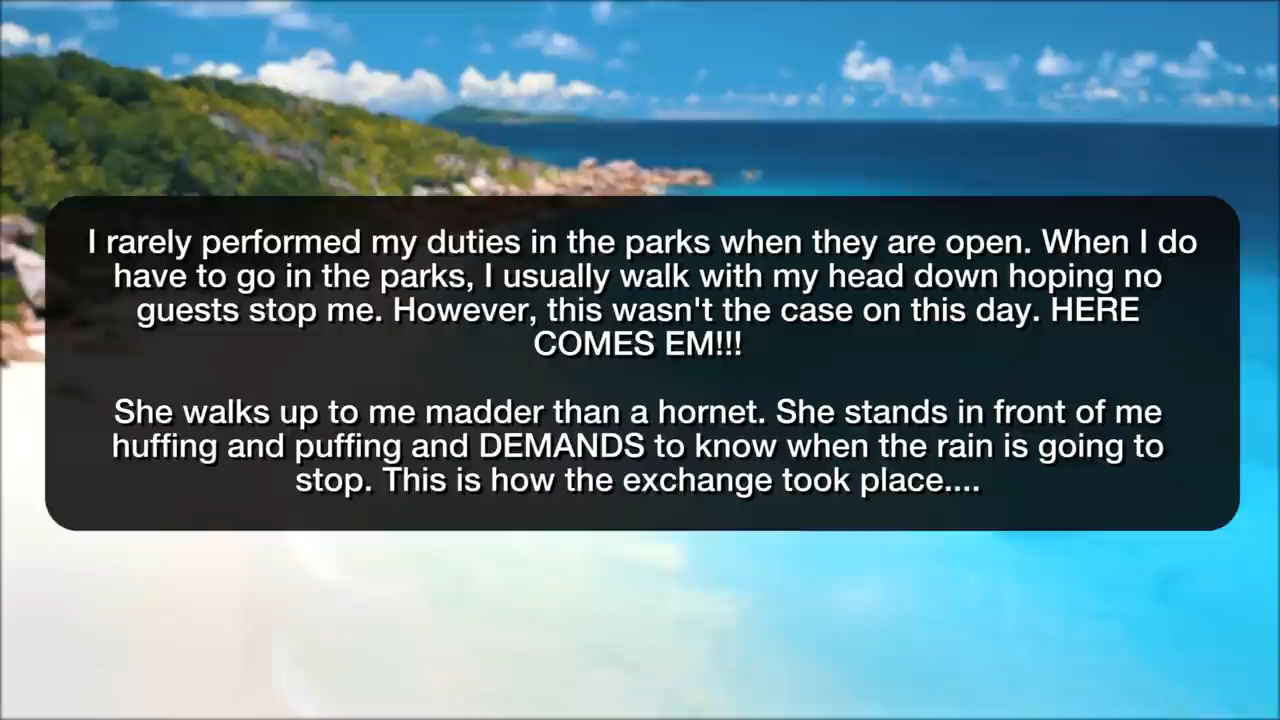 I rarely performed my duties in the parks when they are open. When I do
have to go in the parks, I usually walk with my head down hoping no
guests stop me. However, this wasn't the case on this day. HERE
COMES EM!!!
She walks up to me madder than a hornet. She stands in front of me
huffing and puffing and DEMANDS to know when the rain is going to
stop. This is how the exchange took place....